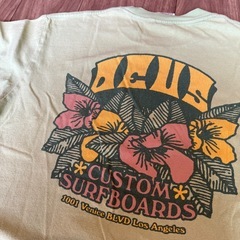 DEUS
CUSTOM
SURFBOARDS
1001 Venice BLVD Los Angeles